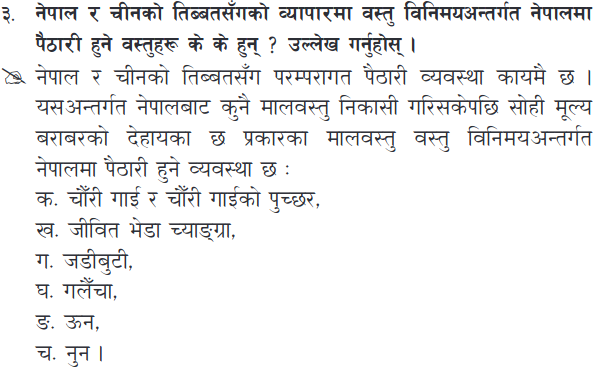 ३. नेपाल र चीनको तिब्बतसँगको व्यापारमा वस्तु विनिमयअन्तर्गत नेपालमा
पैठारी हुने वस्तुहरू के के हुन् ? उल्लेख गर्नुहोस् ।
नेपाल र चीनको तिब्बतसँग परम्परागत पैठारी व्यवस्था कायमै छ ।
यसअन्तर्गत नेपालबाट कुनै मालवस्तु निकासी गरिसकेपछि सोही मूल्य
बराबरको देहायका छ प्रकारका मालवस्तु वस्तु विनिमयअन्तर्गत
नेपालमा पैठारी हुने व्यवस्था छ :
क. चौंरी गाई र चौंरी गाईको पुच्छर,
ख. जीवित भेडा च्याङ्ग्रा,
ग. जडीबुटी,
घ. गलैंचा,
ङ. ऊन,
च. नुन ।